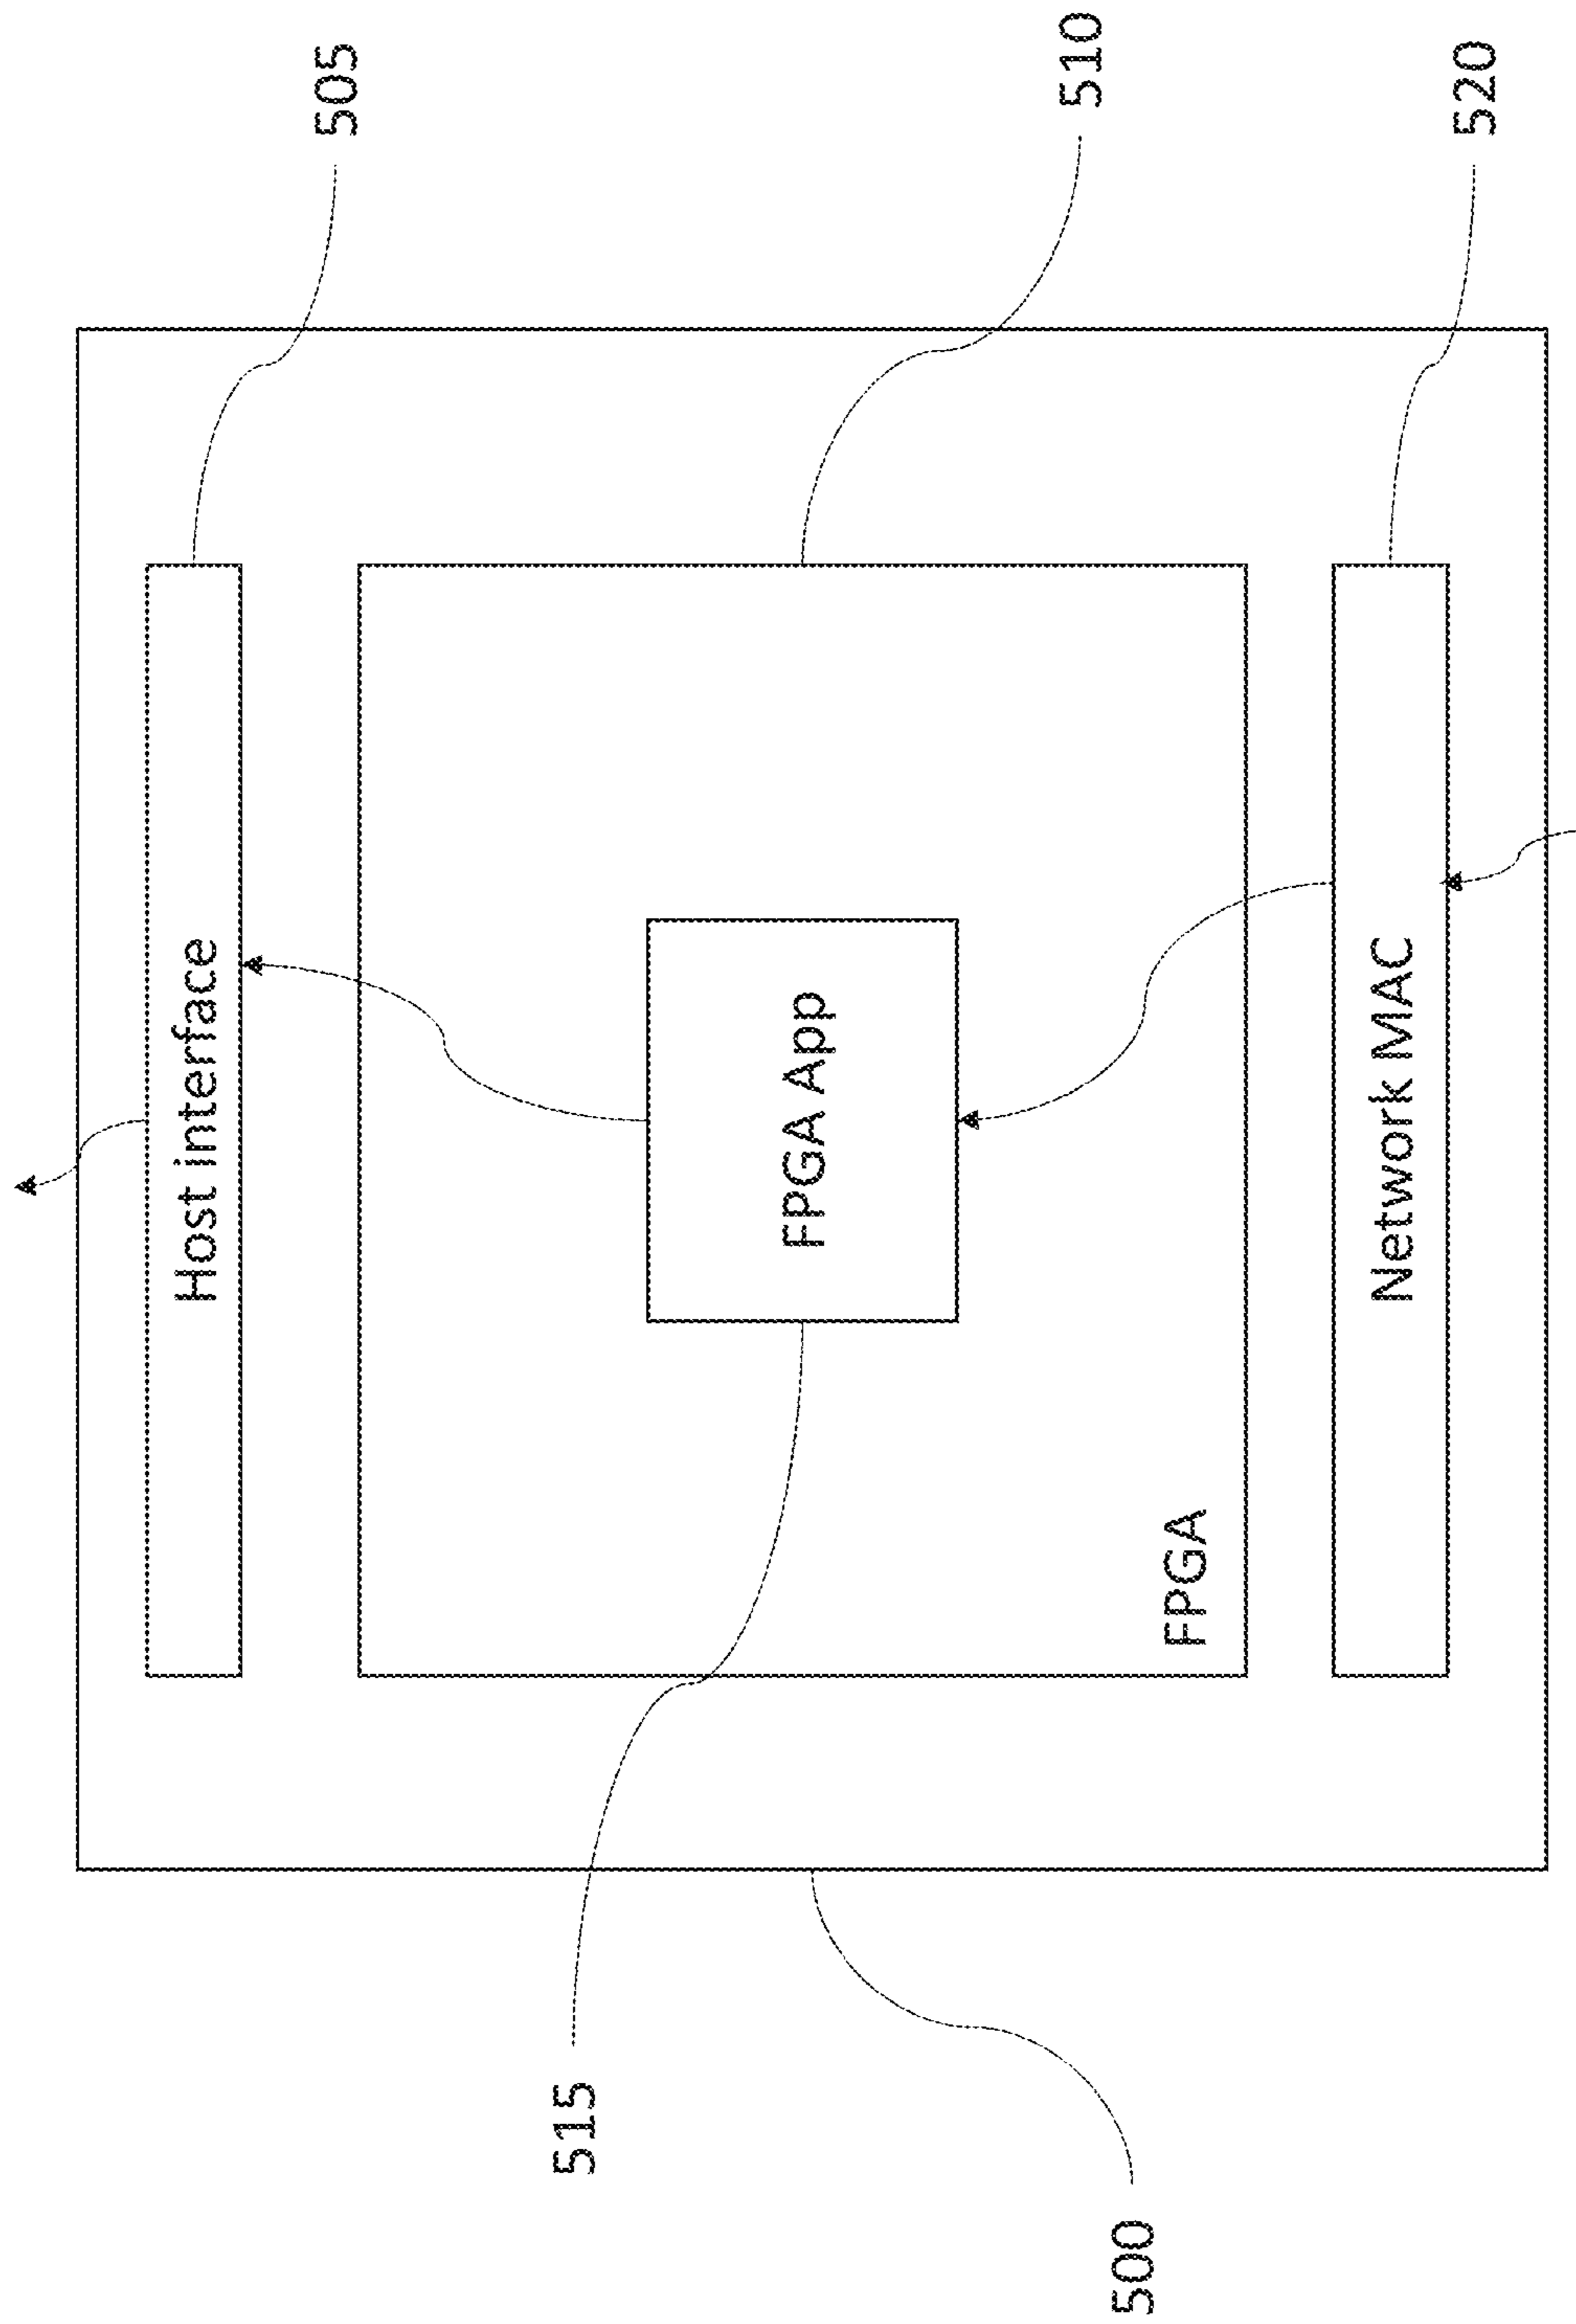 505
Host interface
510
FPGA App
515
FPGA
Network MAC
520
500